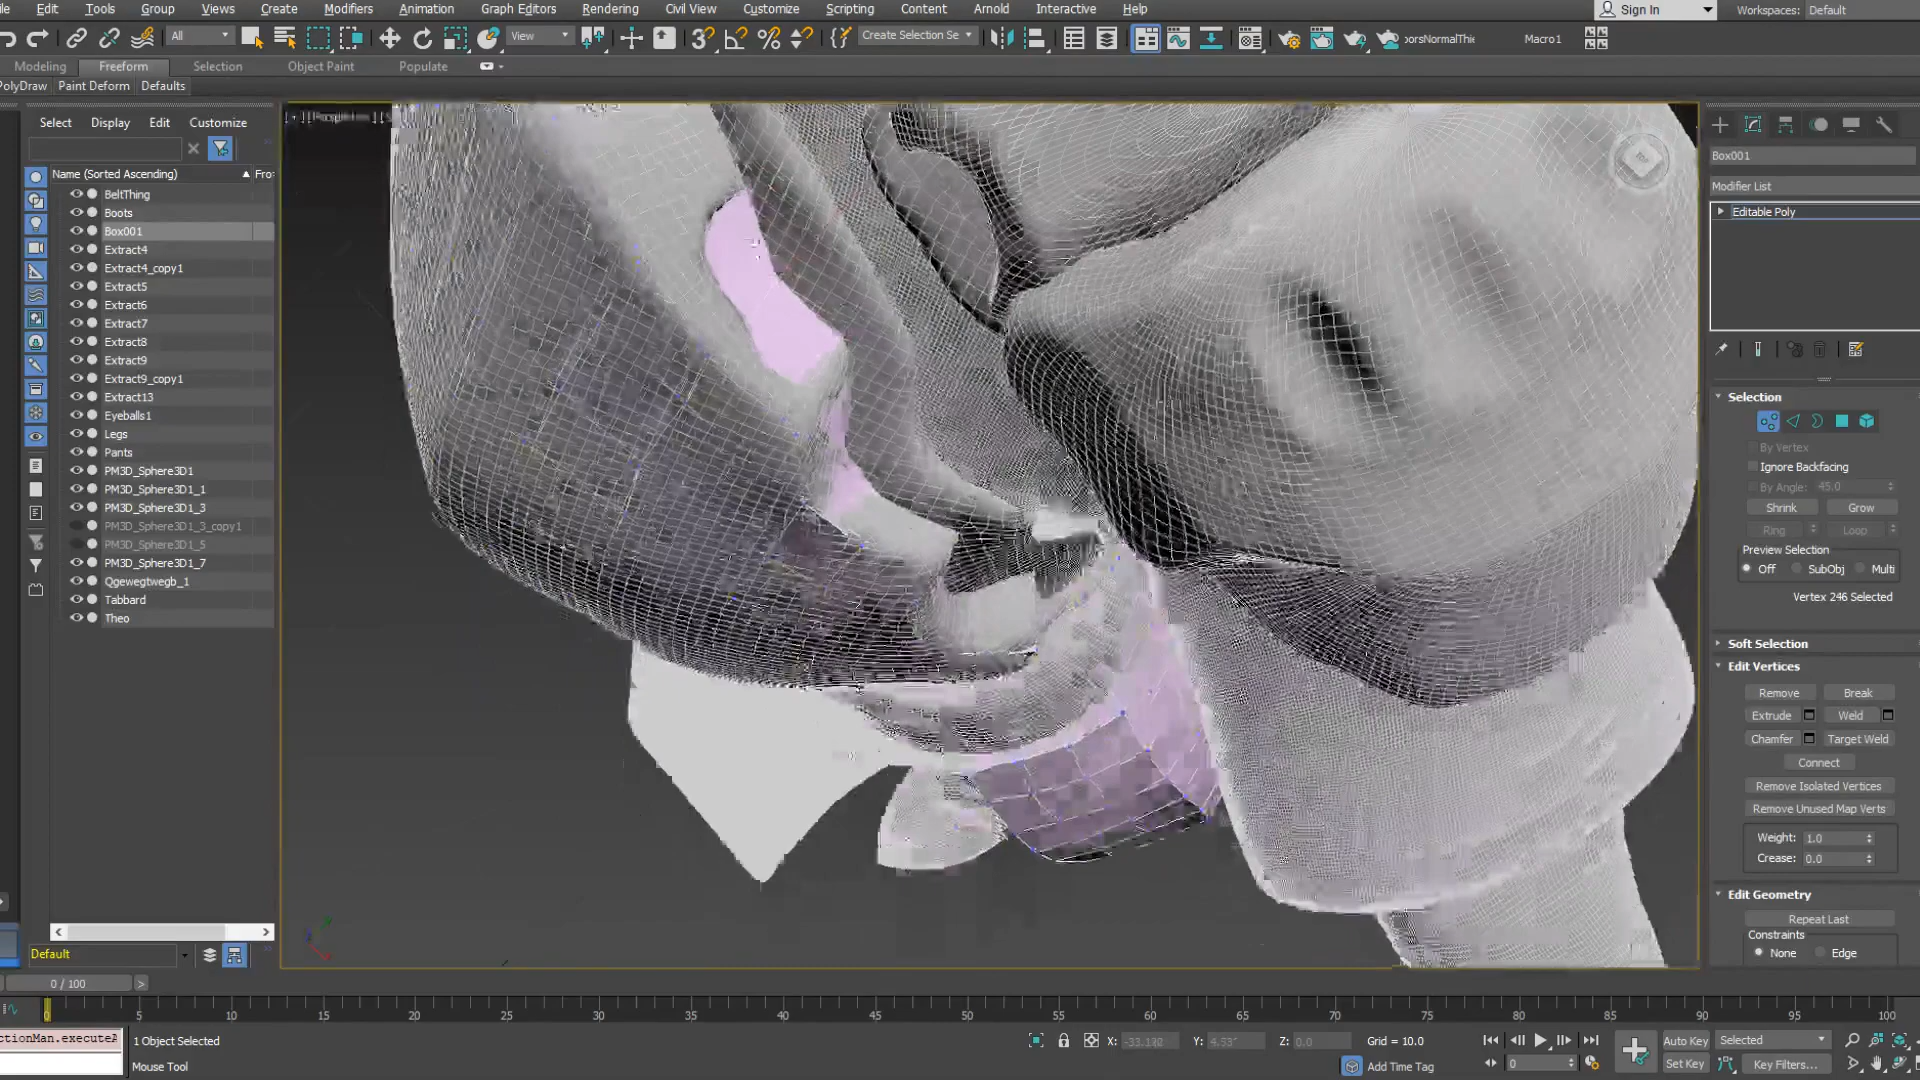 Edit Tools Group Views Create Modifiers Animation Graph Editors Rendering Civil View Customize Scripting Content Arnold Interactive Help Sign In Workspaces: Default
All View Create Selection Se oorsNormalThie Macro1
Modeling Freeform Selection Object Paint Populate
PolyDraw Paint Deform Defaults
Select Display Edit Customize
Name (Sorted Ascending) Fro
BeltThing
Boots
Box001
Extract4
Extract4_copy1
Extract5
Extract6
Extract7
Extract8
Extract9
Extract9_copy1
Extract13
Eyeballs1
Legs
Pants
PM3D_Sphere3D1
PM3D_Sphere3D1_1
PM3D_Sphere3D1_3
PM3D_Sphere3D1_3_copy1
PM3D_Sphere3D1_5
PM3D_Sphere3D1_7
Qgewegtwegb_1
Tabbard
Theo
Default
Box001
Modifier List
Editable Poly
Selection
By Vertex
Ignore Backfacing
By Angle: 45.0
Shrink Grow
Ring Loop
Preview Selection
Off SubObj Multi
Vertex 246 Selected
Soft Selection
Edit Vertices
Remove Break
Extrude Weld
Chamfer Target Weld
Connect
Remove Isolated Vertices
Remove Unused Map Verts
Weight: 1.0
Crease: 0.0
Edit Geometry
Repeat Last
Constraints
None Edge
0 / 100 >
0 5 10 15 20 25 30 35 40 45 50 55 60 65 70 75 80 85 90 95 100
1 Object Selected X: Y: Z: 0.0 Grid = 10.0 Auto Key Selected
Mouse Tool Add Time Tag 0 Set Key Key Filters...